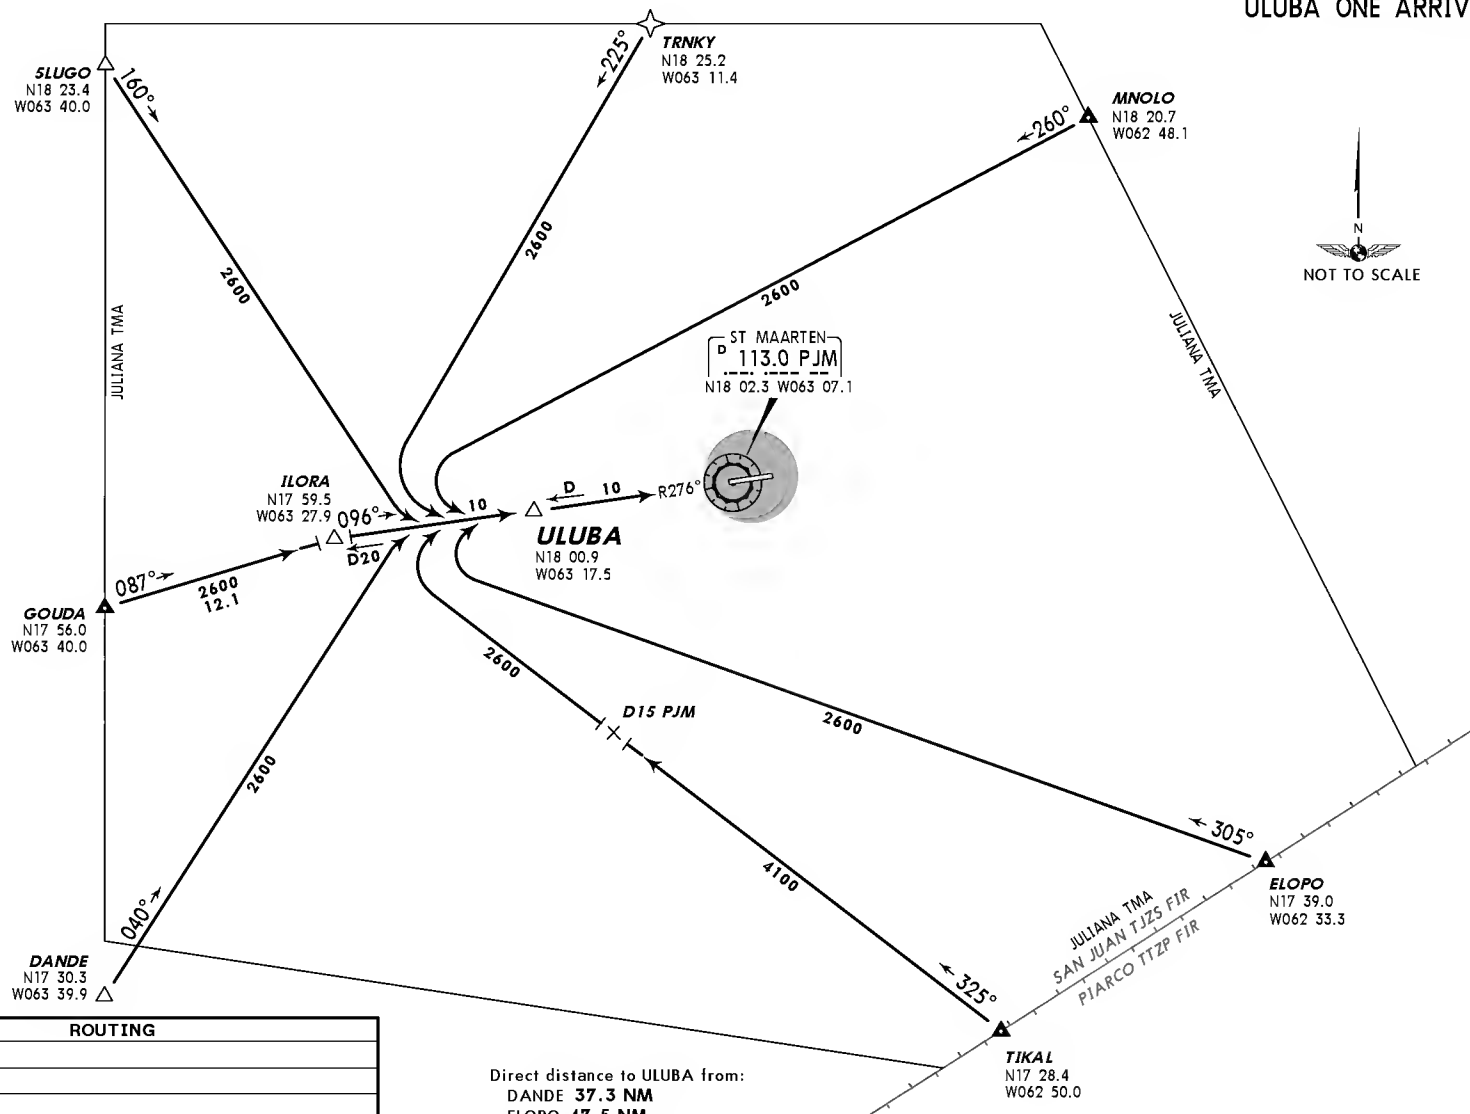 ULUBA ONE ARRIV
5LUGO
N18 23.4
W063 40.0
160°
225°
TRNKY
N18 25.2
W063 11.4
260°
MNOLO
N18 20.7
W062 48.1
N
NOT TO SCALE
JULIANA TMA
2600
2600
2600
JULIANA TMA
ST MAARTEN
D 113.0 PJM
N18 02.3 W063 07.1
ILORA
N17 59.5
W063 27.9
096°
10
D
10
R276°
D20
ULUBA
N18 00.9
W063 17.5
087°
2600
12.1
GOUDA
N17 56.0
W063 40.0
2600
D15 PJM
2600
2600
4100
305°
ELOPO
N17 39.0
W062 33.3
040°
DANDE
N17 30.3
W063 39.9
JULIANA TMA
SAN JUAN TJZS FIR
PIARCO TTZP FIR
325°
TIKAL
N17 28.4
W062 50.0
ROUTING
Direct distance to ULUBA from:
DANDE 37.3 NM
ELOPO 47.5 NM